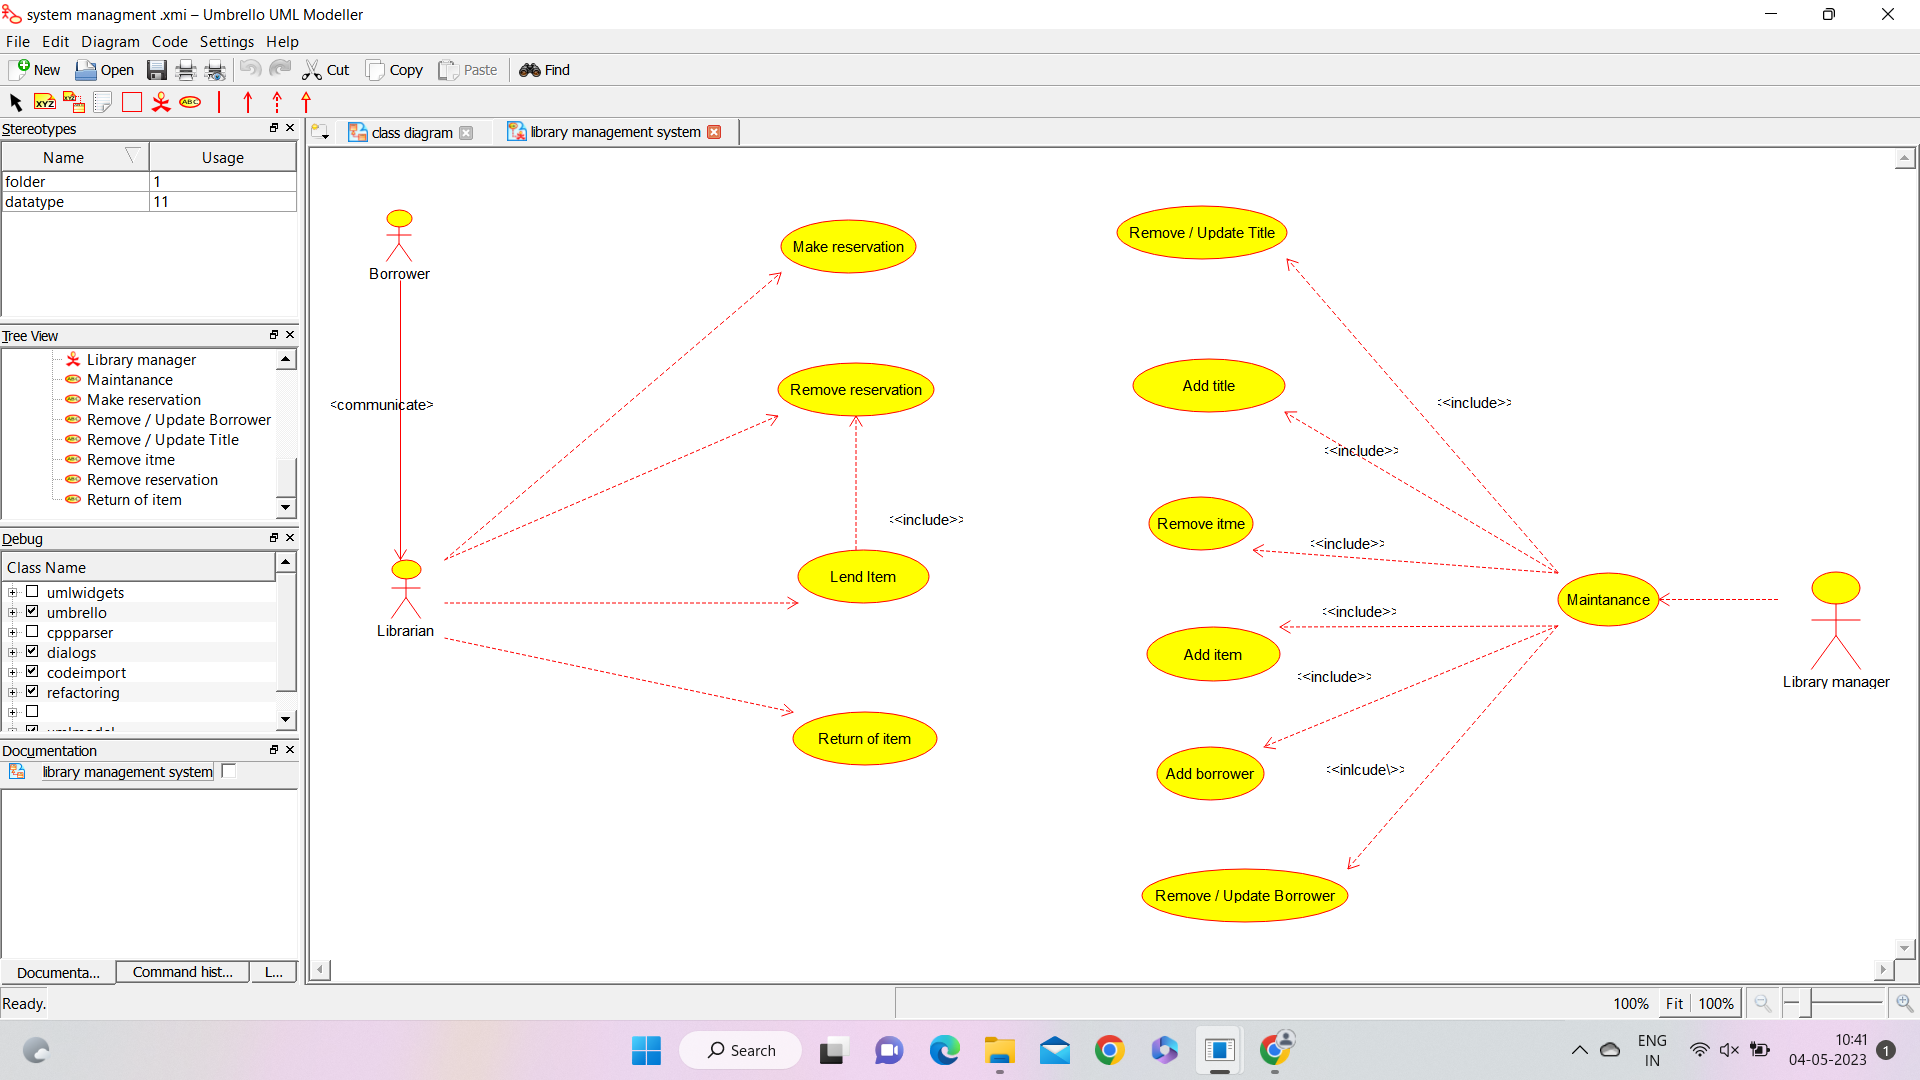 system managment .xmi – Umbrello UML Modeller
File Edit Diagram Code Settings Help
New Open Cut Copy Paste Find
XYZ XYZ ABC
Stereotypes
class diagram library management system
Name Usage
folder 1
datatype 11
Tree View
Library manager
Maintanance
Make reservation
Remove / Update Borrower
Remove / Update Title
Remove itme
Remove reservation
Return of item
Debug
Class Name
umlwidgets
umbrello
cppparser
dialogs
codeimport
refactoring
Documentation
library management system
Documenta... Command hist... L...
Borrower
<communicate>
Librarian
Make reservation
Remove reservation
<<include>>
Lend Item
Return of item
Remove / Update Title
Add title
Remove itme
Add item
Add borrower
Remove / Update Borrower
<<include>>
<<include>>
<<include>>
<<include>>
<<include>>
<<inlcude\>>
Maintanance
Library manager
Ready.
100% Fit 100%
Search
ENG
IN
10:41
04-05-2023
1